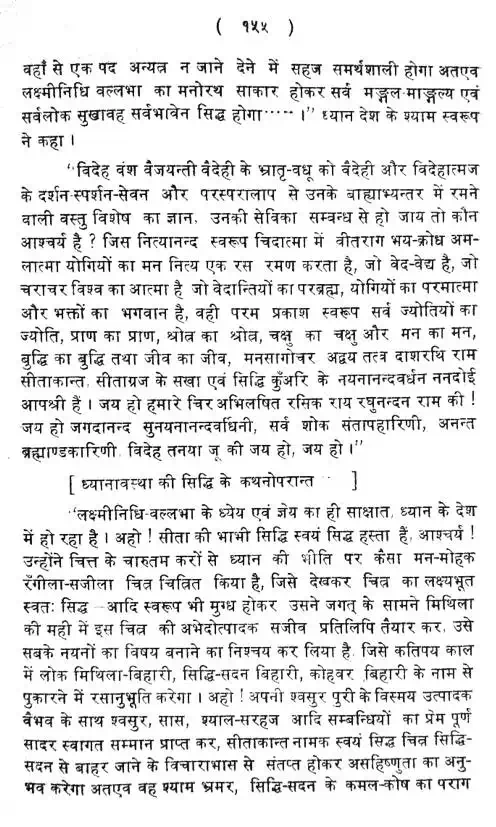 ( १५५ )
वहाँ से एक पद अन्यत्र न जाने देने में सहज समर्थशाली होगा अतएव
लक्ष्मीनिधि वल्लभा का मनोरथ साकार होकर सर्व मङ्गल-माङ्गल्य एवं
सर्वलोक सुखावह सर्वभावेन सिद्ध होगा·····।" ध्यान देश के श्याम स्वरूप
ने कहा।
"विदेह वंश वैजयन्ती वैदेही के भ्रातृ-वधू को वैदेही और विदेहात्मज
के दर्शन-स्पर्शन-सेवन और परस्परालाप से उनके बाह्याभ्यन्तर में रमने
वाली वस्तु विशेष का ज्ञान, उनकी सेविका सम्बन्ध से हो जाय तो कौन
आश्चर्य है ? जिस नित्यानन्द स्वरूप चिदात्मा में वीतराग भय-क्रोध अम-
लात्मा योगियों का मन नित्य एक रस रमण करता है, जो वेद-वेद्य है, जो
चराचर विश्व का आत्मा है जो वेदान्तियों का परब्रह्म, योगियों का परमात्मा
और भक्तों का भगवान है, वही परम प्रकाश स्वरूप सर्व ज्योतियों का
ज्योति, प्राण का प्राण, श्रोत्र का श्रोत्र, चक्षु का चक्षु और मन का मन,
बुद्धि का बुद्धि तथा जीव का जीव, मनसागोचर अद्वय तत्व दाशरथि राम
सीताकान्त, सीताग्रज के सखा एवं सिद्धि कुँअरि के नयनानन्दवर्धन ननदोई
आपश्री हैं। जय हो हमारे चिर अभिलषित रसिक राय रघुनन्दन राम की !
जय हो जगदानन्द सुनयनानन्दवर्धिनी, सर्व शोक संतापहारिणी, अनन्त
ब्रह्माण्डकारिणी, विदेह तनया जू की जय हो, जय हो।"
[ ध्यानावस्था की सिद्धि के कथनोपरान्त ·· ]
"लक्ष्मीनिधि-वल्लभा के ध्येय एवं ज्ञेय का ही साक्षात, ध्यान के देश
में हो रहा है। अहो ! सीता की भाभी सिद्धि स्वयं सिद्ध हस्ता हैं, आश्चर्य !
उन्होंने चित्त के चारुतम करों से ध्यान की भीति पर कैसा मन-मोहक
रँगीला-सजीला चित्र चित्रित किया है, जिसे देखकर चित्र का लक्ष्यभूत
स्वतः सिद्ध —आदि स्वरूप भी मुग्ध होकर उसने जगत् के सामने मिथिला
की मही में इस चित्र की अभेदोत्पादक सजीव प्रतिलिपि तैयार कर, उसे
सबके नयनों का विषय बनाने का निश्चय कर लिया है, जिसे कतिपय काल
में लोक मिथिला-बिहारी, सिद्धि-सदन बिहारी, कोहवर बिहारी के नाम से
पुकारने में रसानुभूति करेगा। अहो ! अपनी श्वसुर पुरी के विस्मय उत्पादक
वैभव के साथ श्वसुर, सास, श्याल-सरहज आदि सम्बन्धियों का प्रेम पूर्ण
सादर स्वागत सम्मान प्राप्त कर, सीताकान्त नामक स्वयं सिद्ध चित्र सिद्धि-
सदन से बाहर जाने के विचाराभास से संतप्त होकर असहिष्णुता का अनु-
भव करेगा अतएव वह श्याम भ्रमर, सिद्धि-सदन के कमल-कोष का पराग